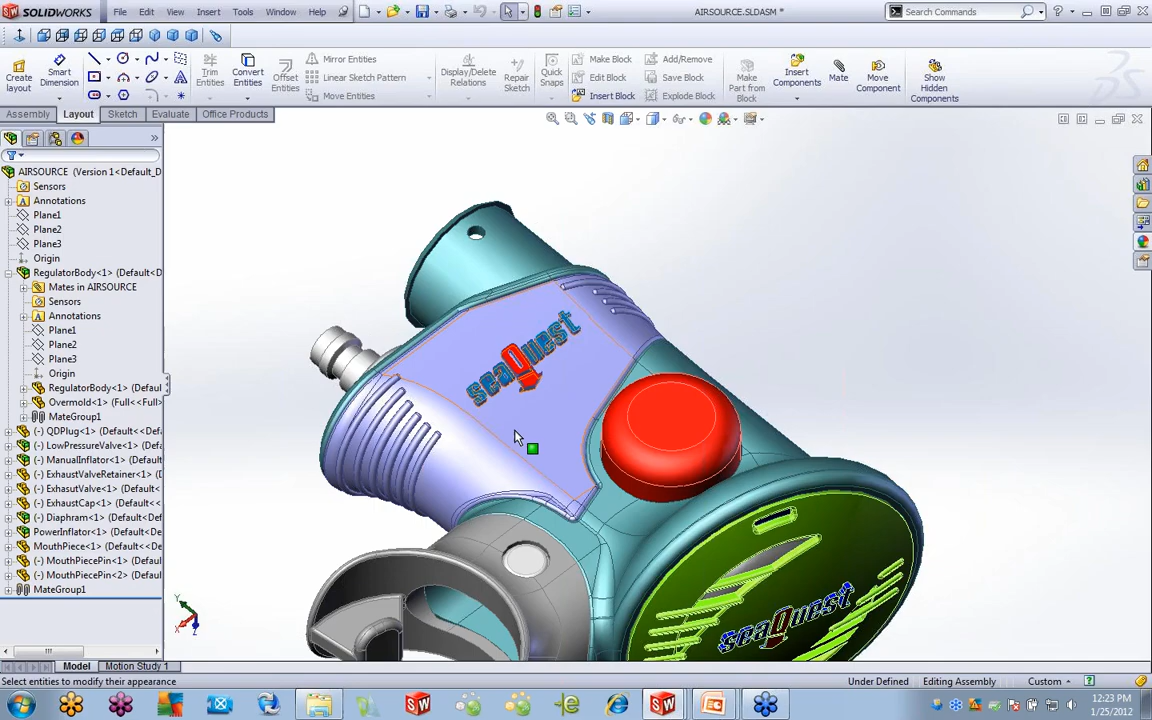 SOLIDWORKS
File Edit View Insert Tools Window Help
AIRSOURCE.SLDASM *
Search Commands
Create layout
Smart Dimension
Trim Entities
Convert Entities
Offset Entities
Mirror Entities
Linear Sketch Pattern
Move Entities
Display/Delete Relations
Repair Sketch
Quick Snaps
Make Block
Edit Block
Insert Block
Add/Remove
Save Block
Explode Block
Make Part from Block
Insert Components
Mate
Move Component
Show Hidden Components
Assembly Layout Sketch Evaluate Office Products
AIRSOURCE (Version 1<Default_D
Sensors
Annotations
Plane1
Plane2
Plane3
Origin
RegulatorBody<1> (Default<D
Mates in AIRSOURCE
Sensors
Annotations
Plane1
Plane2
Plane3
Origin
RegulatorBody<1> (Defaul
Overmold<1> (Full<<Full>
MateGroup1
(-) QDPlug<1> (Default<<Def
(-) LowPressureValve<1> (Def
(-) ManualInflator<1> (Defaul
(-) ExhaustValveRetainer<1> (
(-) ExhasutValve<1> (Default<
(-) ExhaustCap<1> (Default<<
(-) Diaphram<1> (Default<<D
PowerInflator<1> (Default<<D
MouthPiece<1> (Default<<De
(-) MouthPiecePin<1> (Defau
(-) MouthPiecePin<2> (Defau
MateGroup1
seaQuest
seaQuest
Y
X
Z
Model Motion Study 1
Select entities to modify their appearance
Under Defined Editing Assembly Custom
12:23 PM
1/25/2012